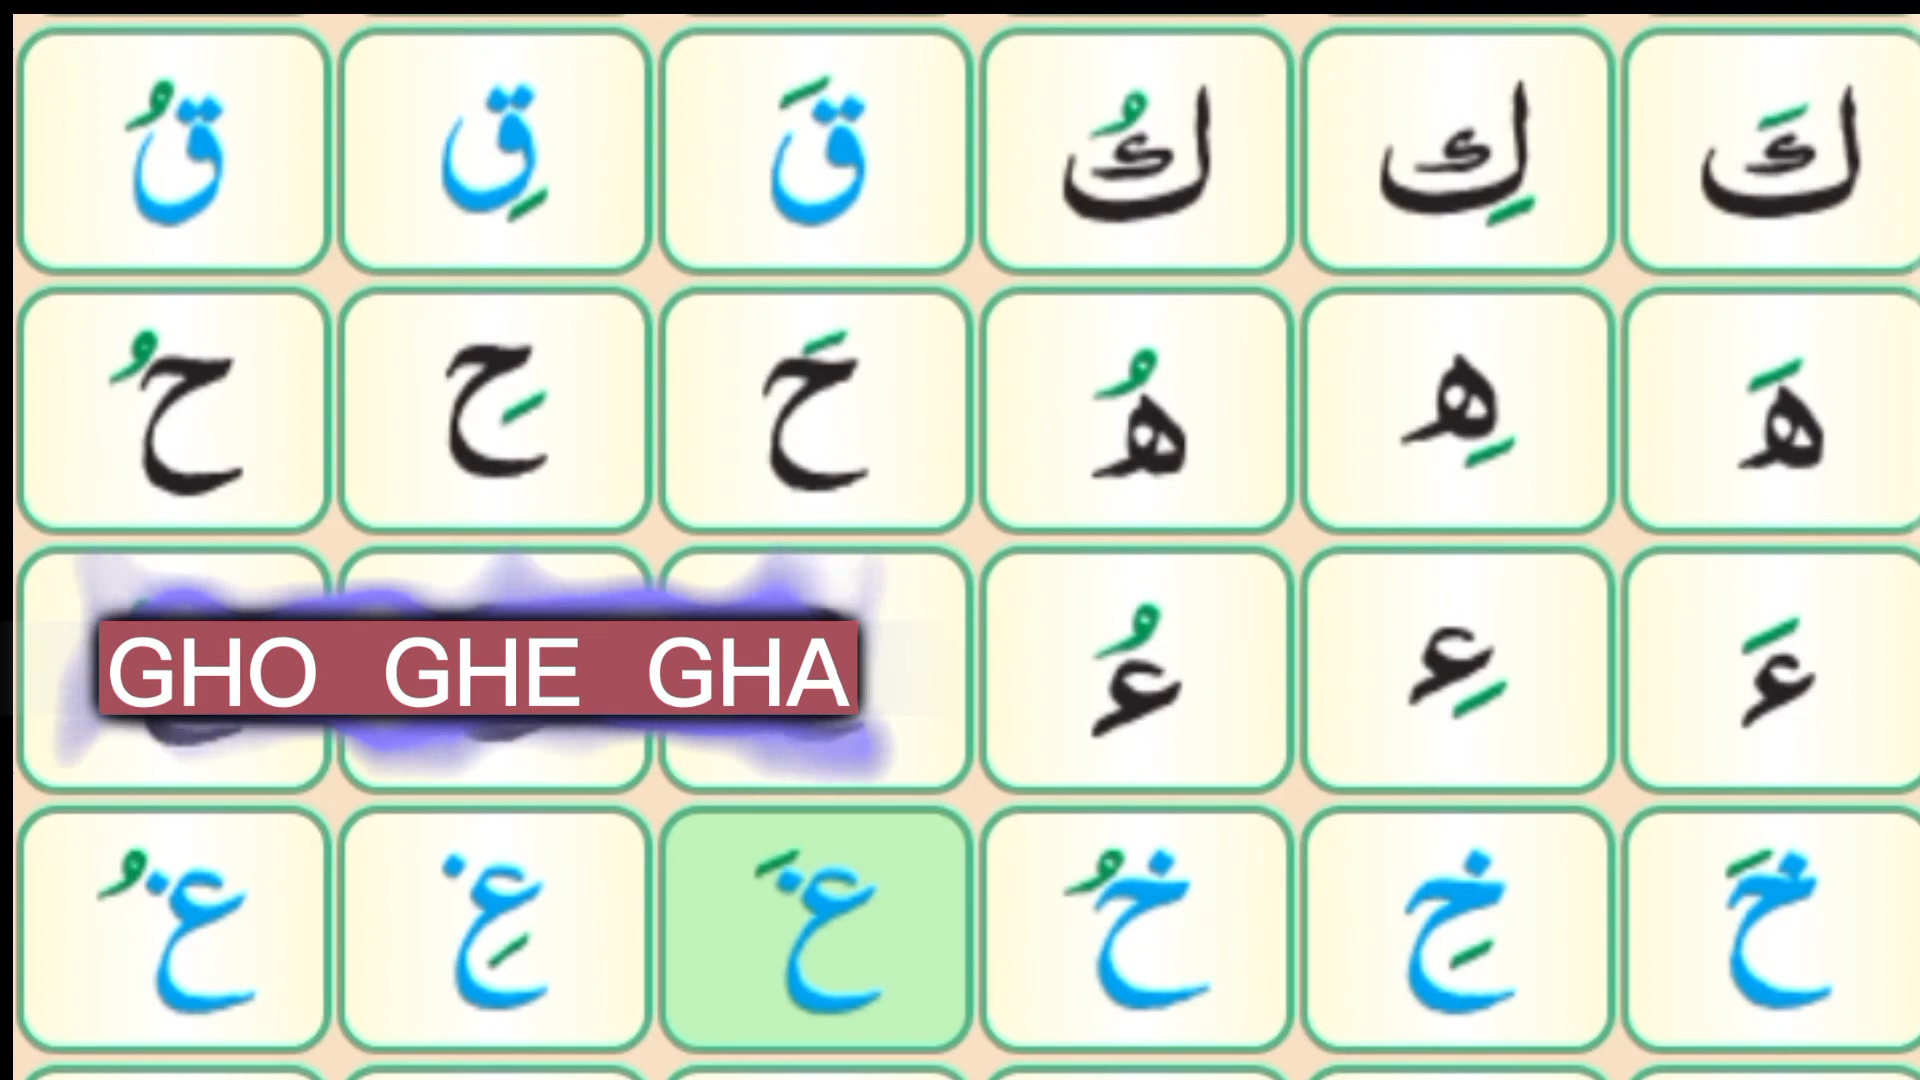 كَ كِ كُ قَ قِ قُ
هَ هِ هُ حَ حِ حُ
ءَ ءِ ءُ
GHO GHE GHA
خَ خِ خُ غَ غِ غُ